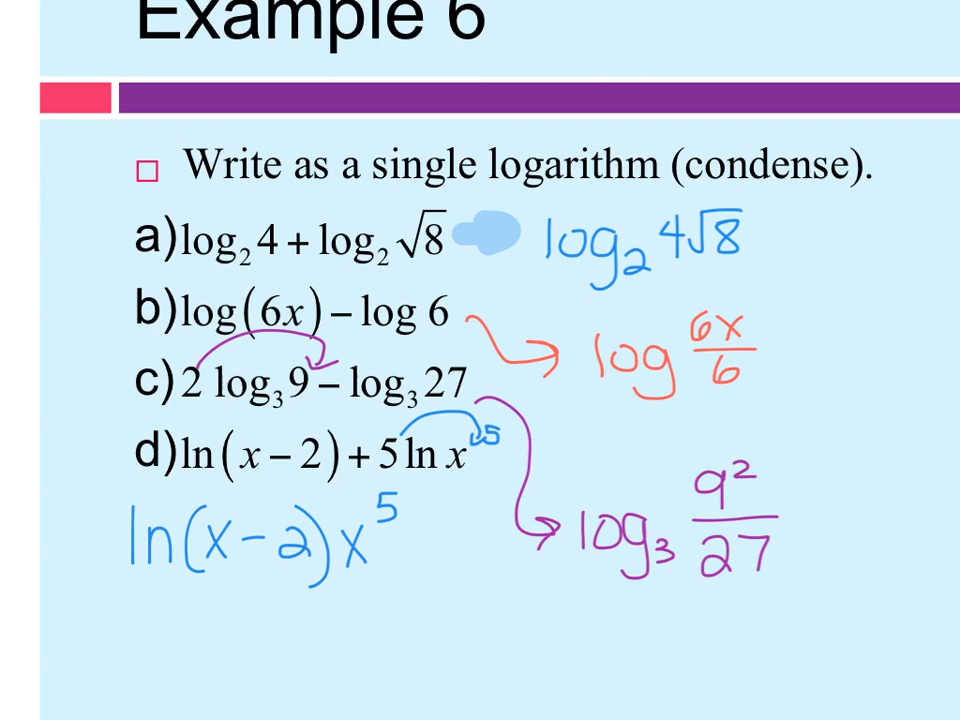 Example 6
Write as a single logarithm (condense).
a) log₂ 4 + log₂ √8 log₂ 4√8
b) log(6x) − log 6 log 6x/6
c) 2 log₃ 9 − log₃ 27 log₃ 9²/27
d) ln(x − 2) + 5 ln x 5
ln(x − 2)x⁵